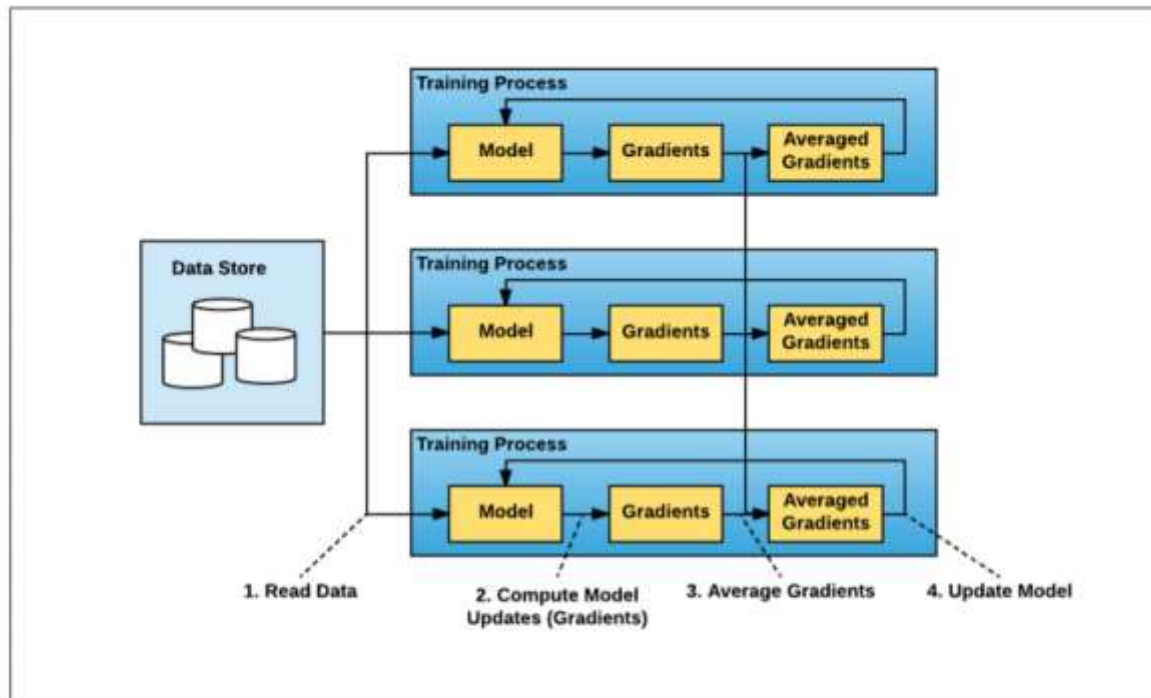 Training Process
Model
Gradients
Averaged
Gradients
Data Store
Training Process
Model
Gradients
Averaged
Gradients
Training Process
Model
Gradients
Averaged
Gradients
1. Read Data
2. Compute Model
Updates (Gradients)
3. Average Gradients
4. Update Model